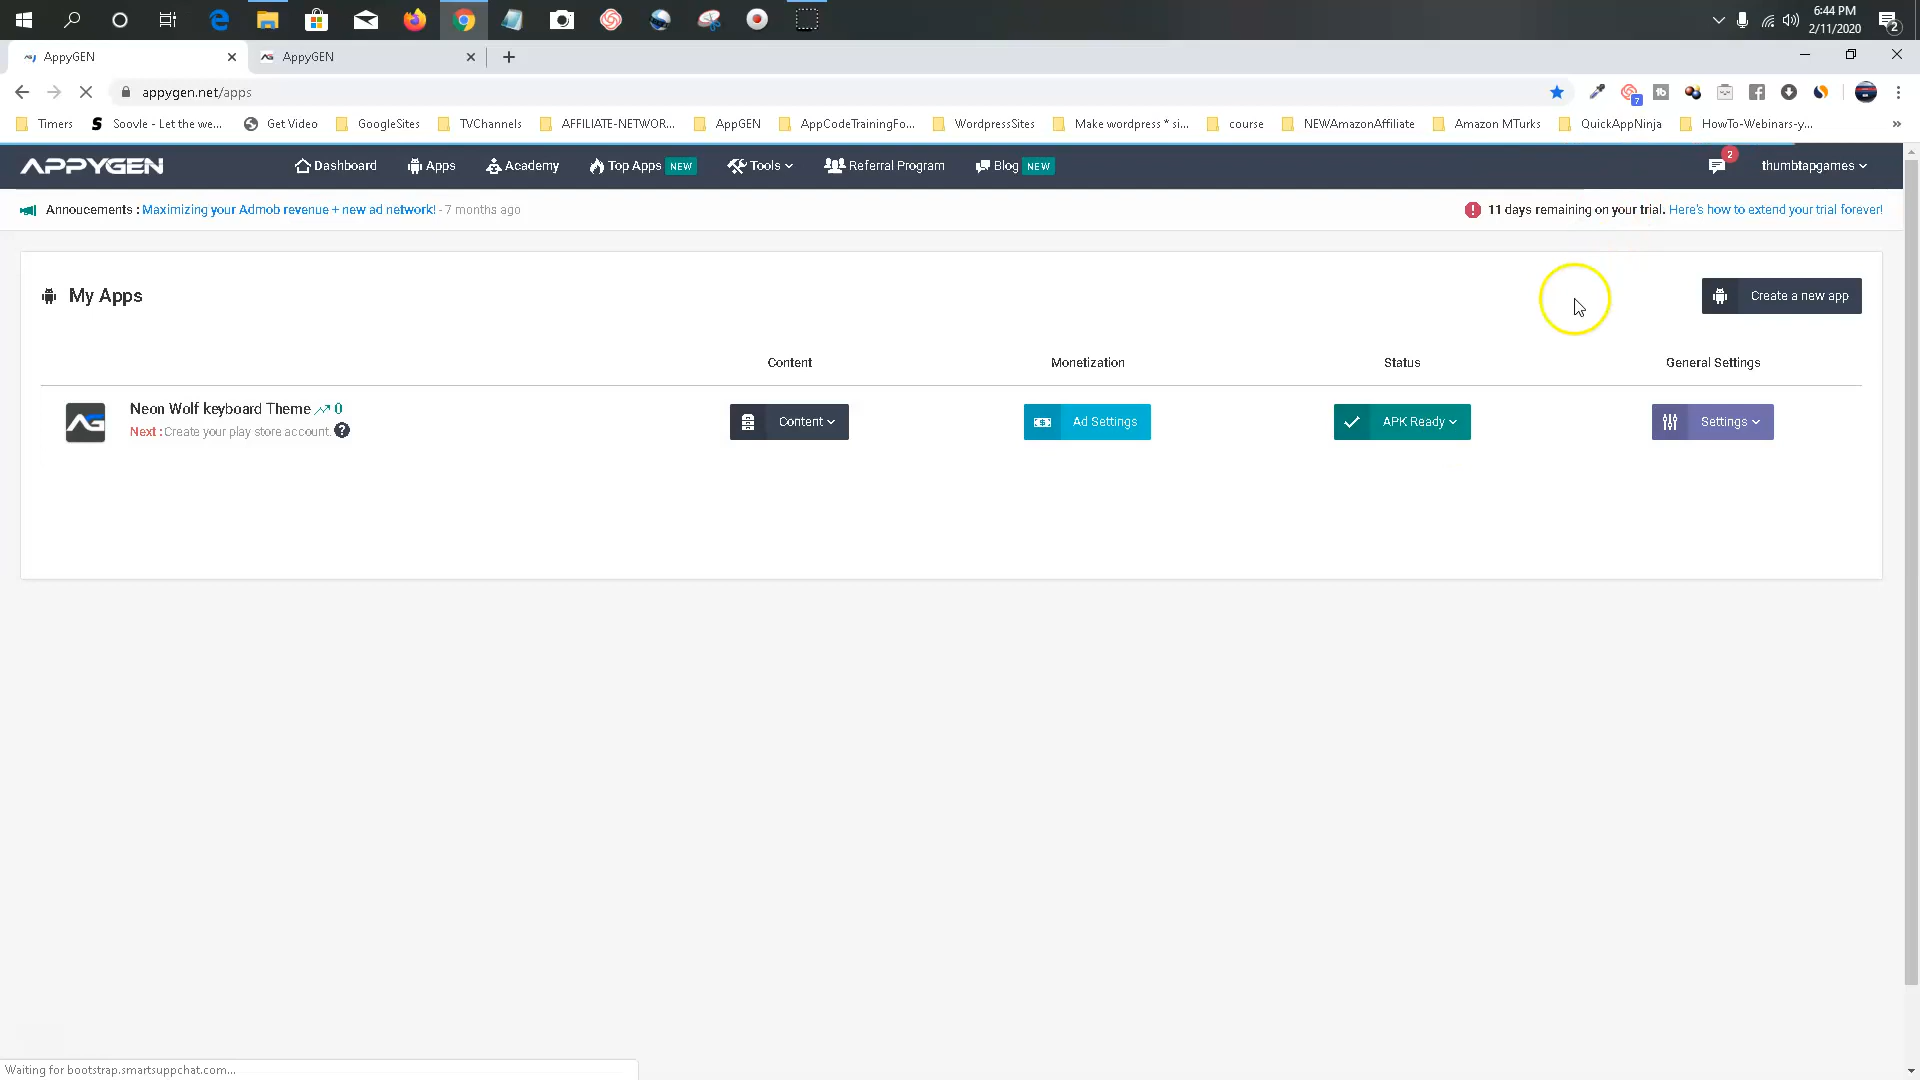 6:44 PM
2/11/2020
2
AppyGEN
AppyGEN
appygen.net/apps
7
Timers
Soovle - Let the we...
Get Video
GoogleSites
TVChannels
AFFILIATE-NETWOR...
AppGEN
AppCodeTrainingFo...
WordpressSites
Make wordpress * si...
course
NEWAmazonAffiliate
Amazon MTurks
QuickAppNinja
HowTo-Webinars-y...
»
APPYGEN
Dashboard
Apps
Academy
Top Apps NEW
Tools
Referral Program
Blog NEW
2
thumbtapgames
Annoucements : Maximizing your Admob revenue + new ad network! - 7 months ago
11 days remaining on your trial. Here's how to extend your trial forever!
My Apps
Create a new app
Content
Monetization
Status
General Settings
Neon Wolf keyboard Theme 0
Next : Create your play store account.
Content
Ad Settings
APK Ready
Settings
Waiting for bootstrap.smartsuppchat.com...